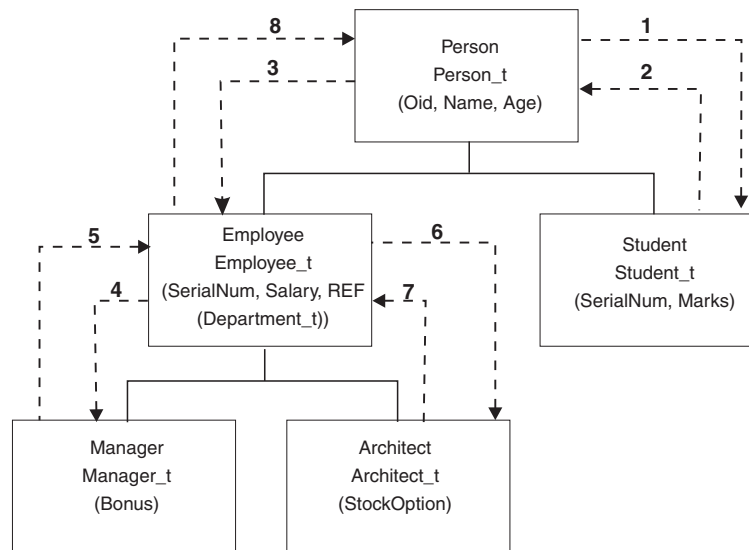 8
1
Person
3
2
Person_t
(Oid, Name, Age)
5
Employee
6
Student
Employee_t
Student_t
4
(SerialNum, Salary, REF
7
(SerialNum, Marks)
(Department_t))
Manager
Architect
Manager_t
Architect_t
(Bonus)
(StockOption)